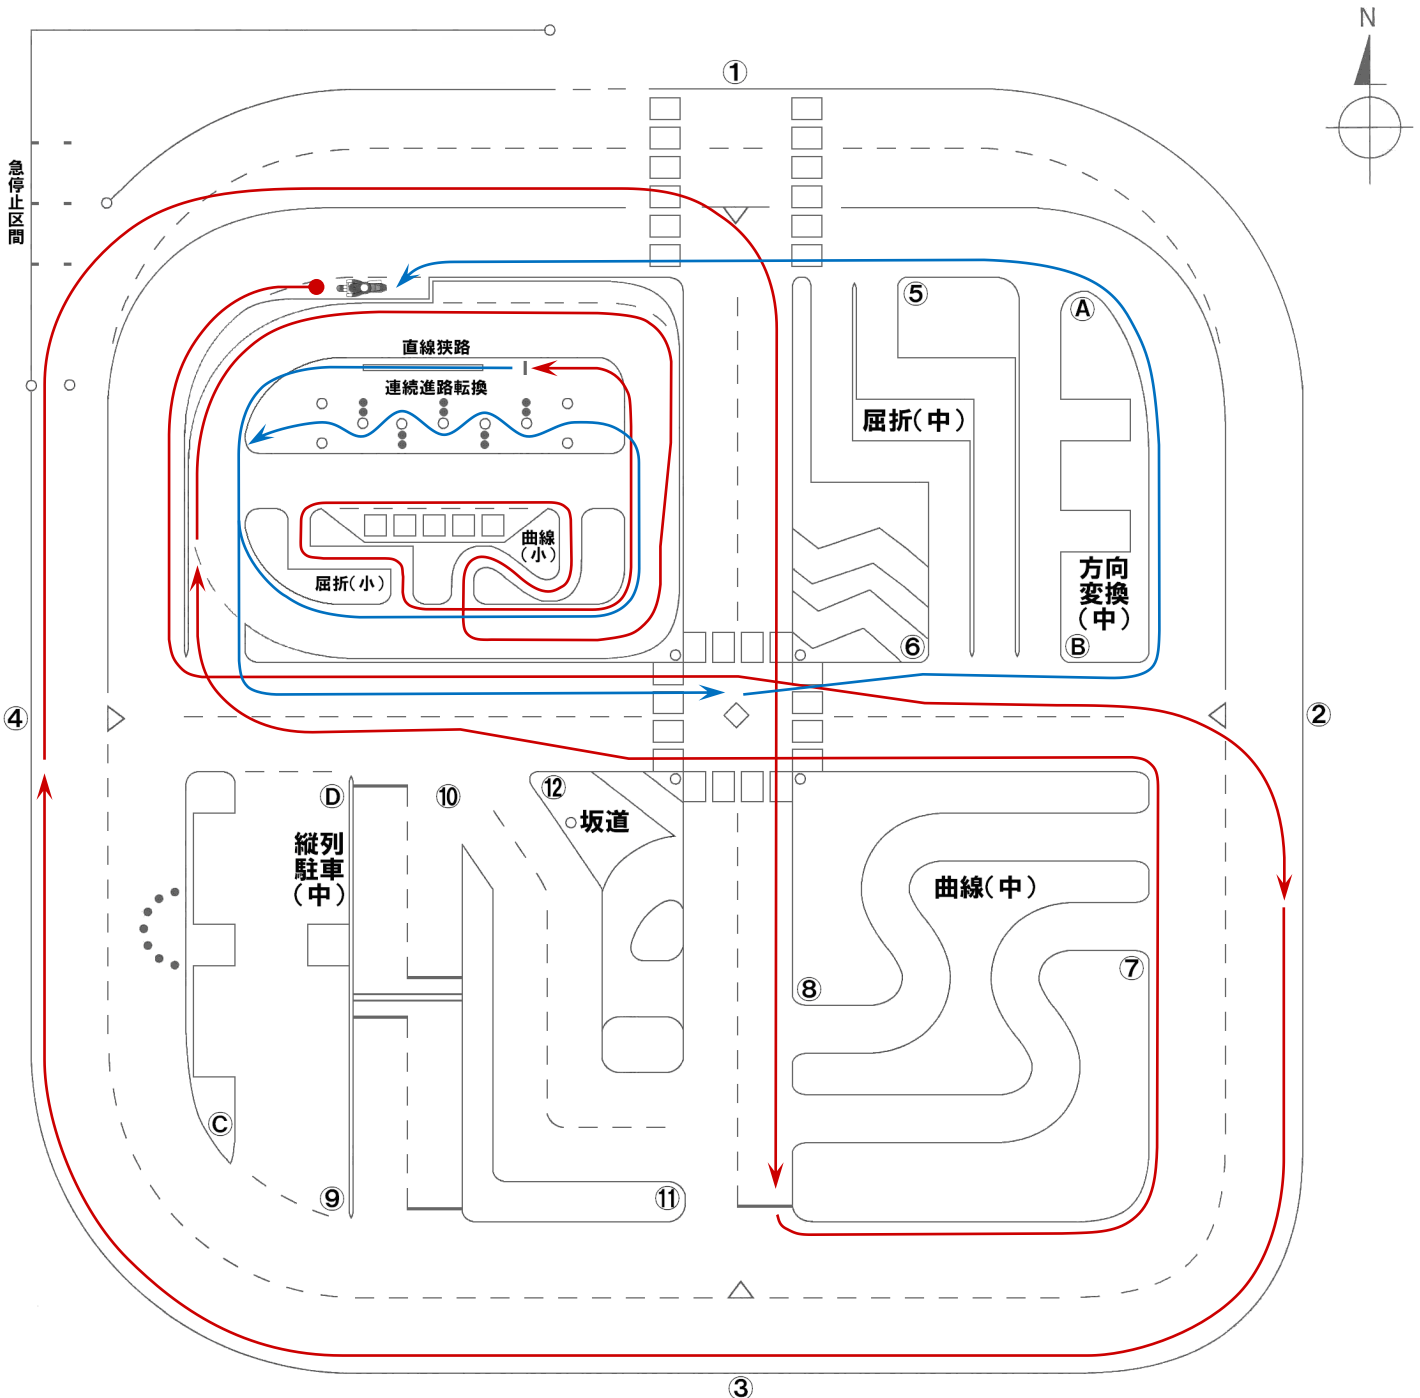 N
①
急停止区間
⑤
A
直線狭路
連続進路転換
屈折(中)
曲線
(小)
屈折(小)
方向
変換
(中)
⑥
B
④
②
D
⑩
⑫
坂道
縦列
駐車
(中)
曲線(中)
⑦
⑧
C
⑨
⑪
③